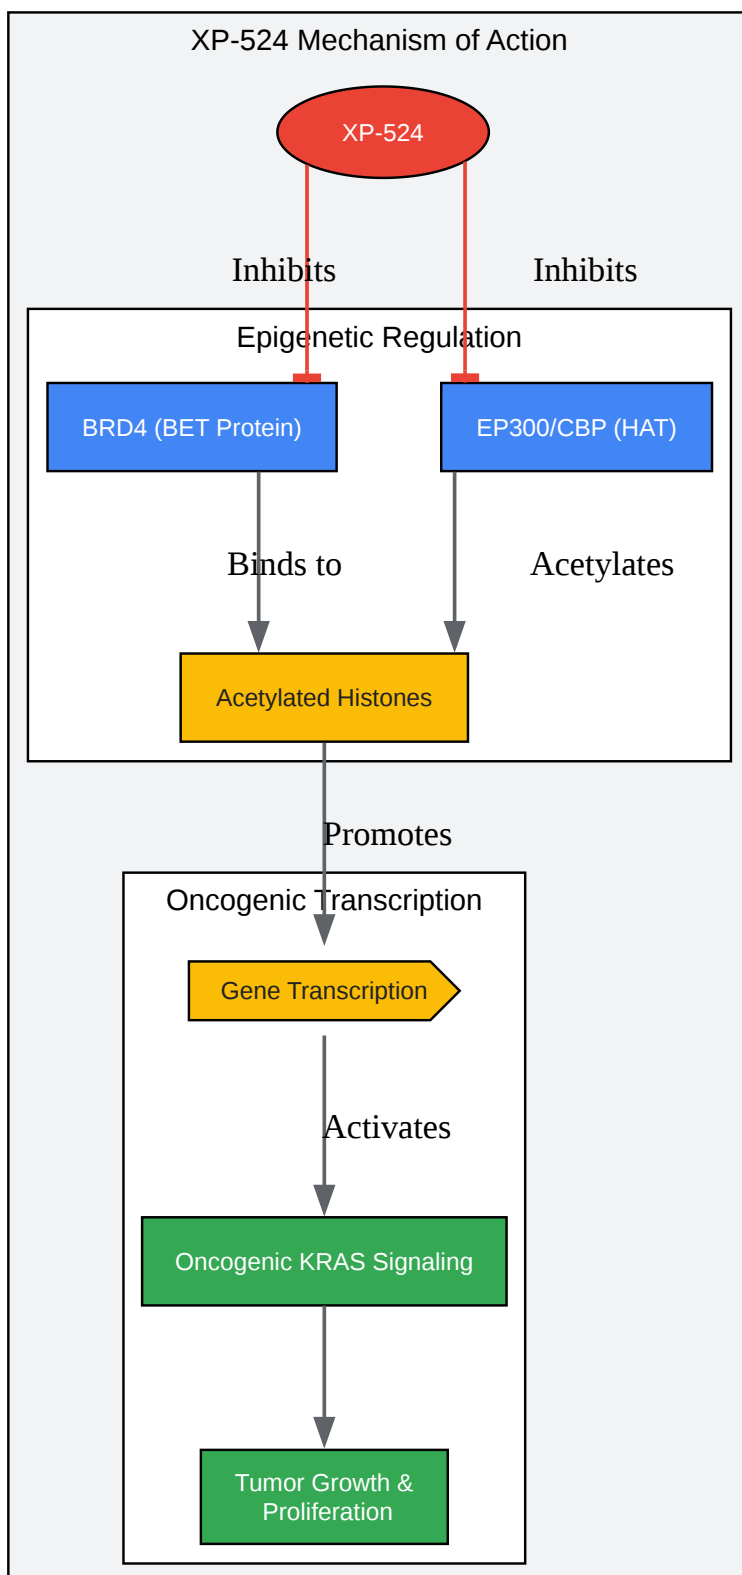 XP-524 Mechanism of Action
XP-524
Inhibits
Inhibits
Epigenetic Regulation
BRD4 (BET Protein)
EP300/CBP (HAT)
Binds to
Acetylates
Acetylated Histones
Promotes
Oncogenic Transcription
Gene Transcription
Activates
Oncogenic KRAS Signaling
Tumor Growth &
Proliferation